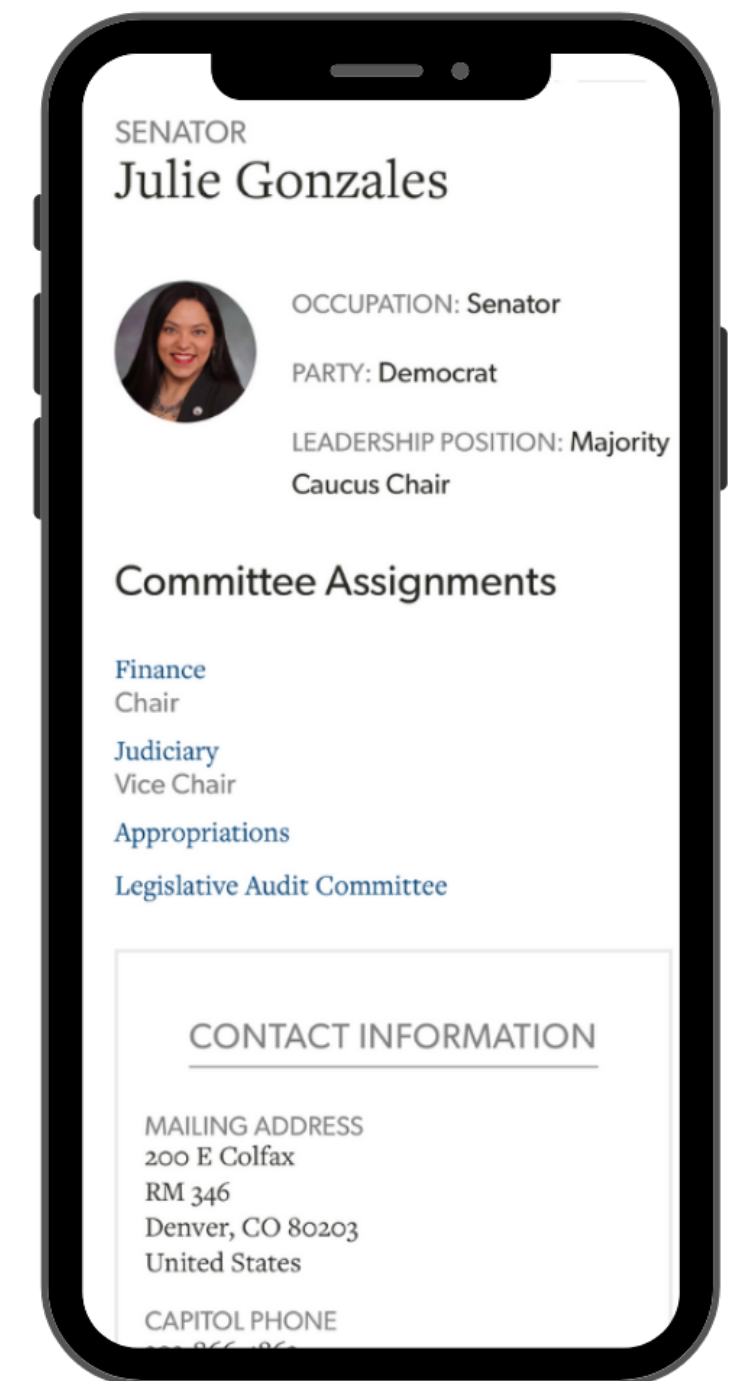 SENATOR
Julie Gonzales
OCCUPATION: Senator
PARTY: Democrat
LEADERSHIP POSITION: Majority
Caucus Chair
Committee Assignments
Finance
Chair
Judiciary
Vice Chair
Appropriations
Legislative Audit Committee
CONTACT INFORMATION
MAILING ADDRESS
200 E Colfax
RM 346
Denver, CO 80203
United States
CAPITOL PHONE